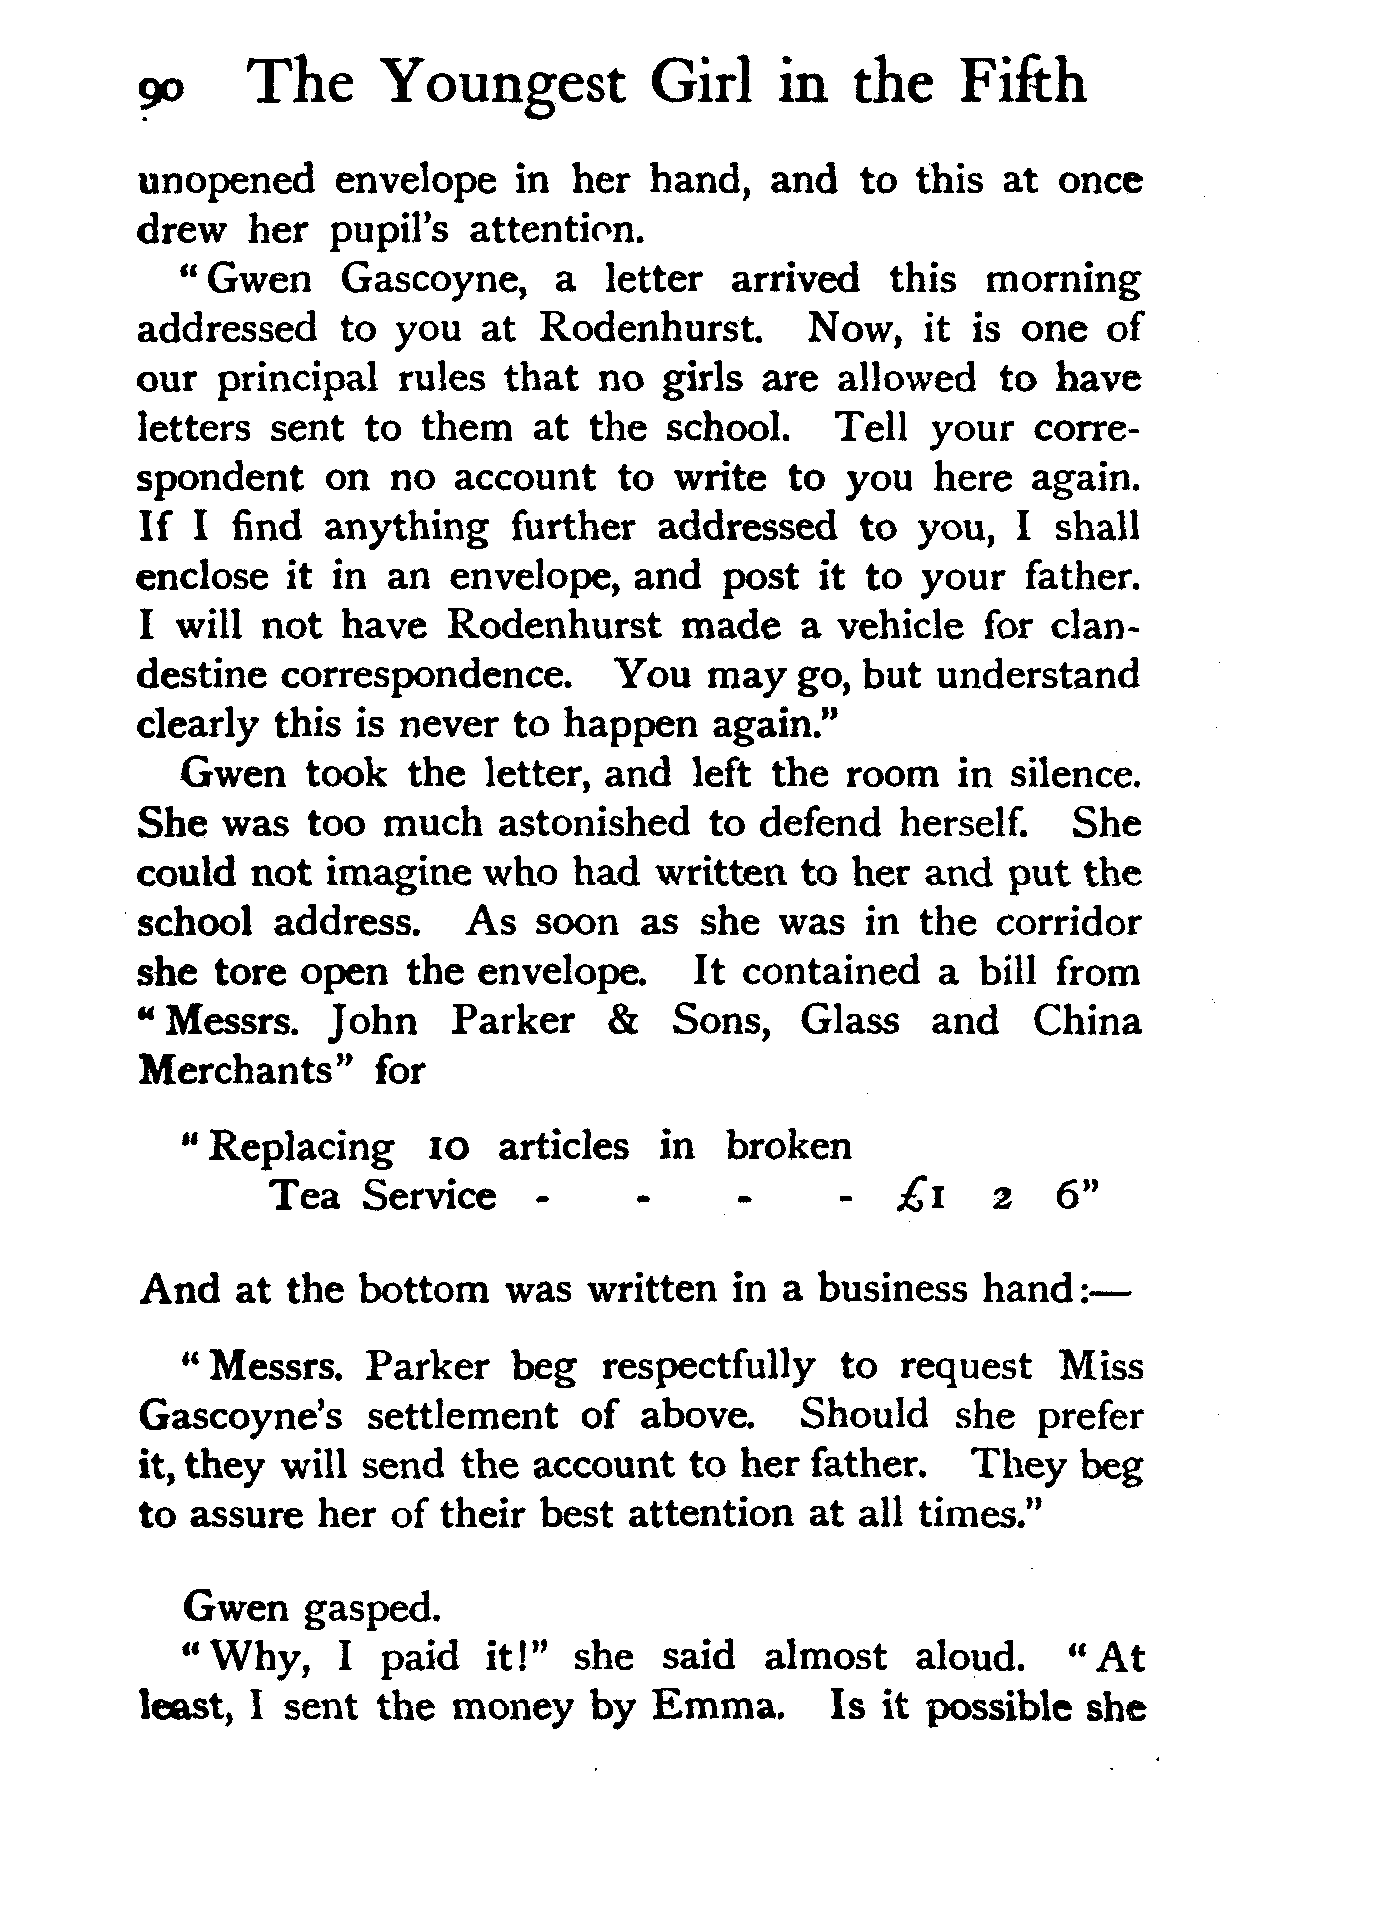 90 The Youngest Girl in the Fifth
unopened envelope in her hand, and to this at once
drew her pupil's attention.
“Gwen Gascoyne, a letter arrived this morning
addressed to you at Rodenhurst. Now, it is one of
our principal rules that no girls are allowed to have
letters sent to them at the school. Tell your corre-
spondent on no account to write to you here again.
If I find anything further addressed to you, I shall
enclose it in an envelope, and post it to your father.
I will not have Rodenhurst made a vehicle for clan-
destine correspondence. You may go, but understand
clearly this is never to happen again.”
Gwen took the letter, and left the room in silence.
She was too much astonished to defend herself. She
could not imagine who had written to her and put the
school address. As soon as she was in the corridor
she tore open the envelope. It contained a bill from
“Messrs. John Parker & Sons, Glass and China
Merchants” for
“Replacing 10 articles in broken
Tea Service - - - - £1 2 6”
And at the bottom was written in a business hand:—
“Messrs. Parker beg respectfully to request Miss
Gascoyne's settlement of above. Should she prefer
it, they will send the account to her father. They beg
to assure her of their best attention at all times.”
Gwen gasped.
“Why, I paid it!” she said almost aloud. “At
least, I sent the money by Emma. Is it possible she